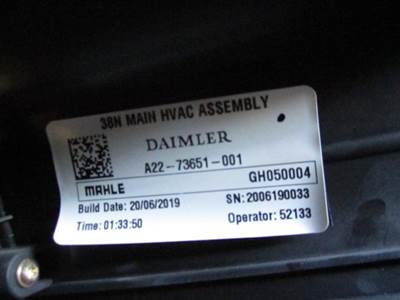 38N MAIN HVAC ASSEMBLY
DAIMLER
A22-73651-001
MAHLE GH050004
Build Date: 20/06/2019 SN: 2006190033
Time: 01:33:50 Operator: 52133